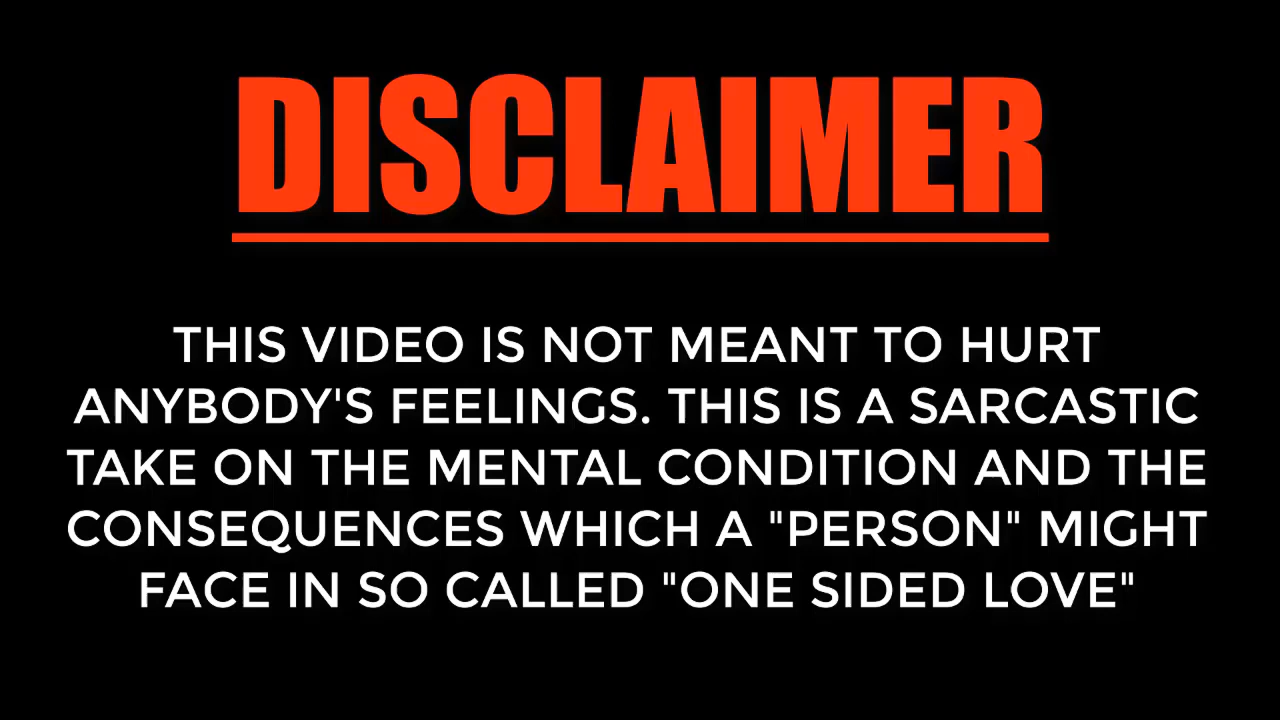 DISCLAIMER
THIS VIDEO IS NOT MEANT TO HURT
ANYBODY'S FEELINGS. THIS IS A SARCASTIC
TAKE ON THE MENTAL CONDITION AND THE
CONSEQUENCES WHICH A "PERSON" MIGHT
FACE IN SO CALLED "ONE SIDED LOVE"